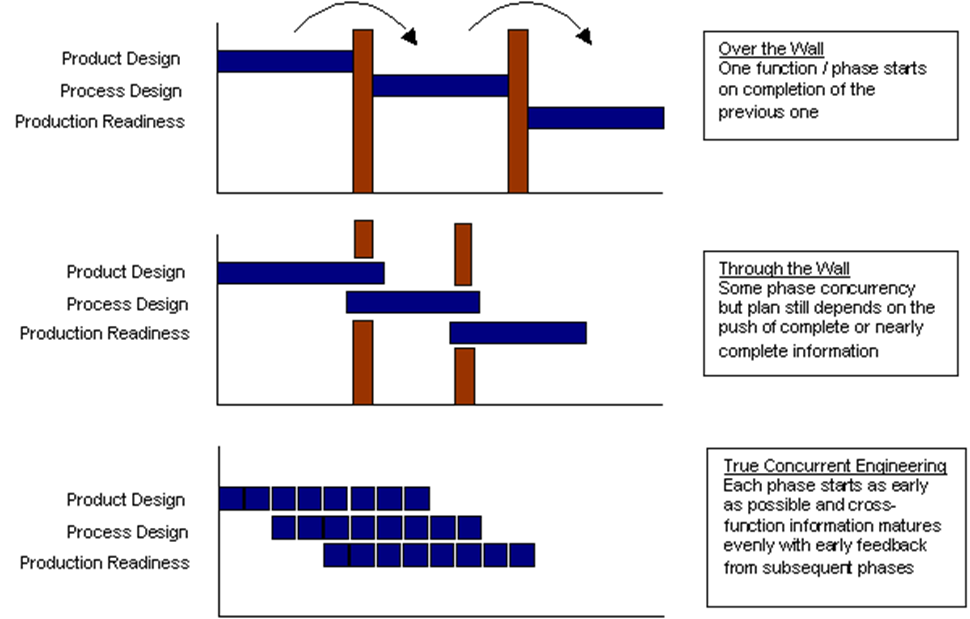 Product Design
Process Design
Production Readiness
Over the Wall
One function / phase starts
on completion of the
previous one
Product Design
Process Design
Production Readiness
Through the Wall
Some phase concurrency
but plan still depends on the
push of complete or nearly
complete information
Product Design
Process Design
Production Readiness
True Concurrent Engineering
Each phase starts as early
as possible and cross-
function information matures
evenly with early feedback
from subsequent phases